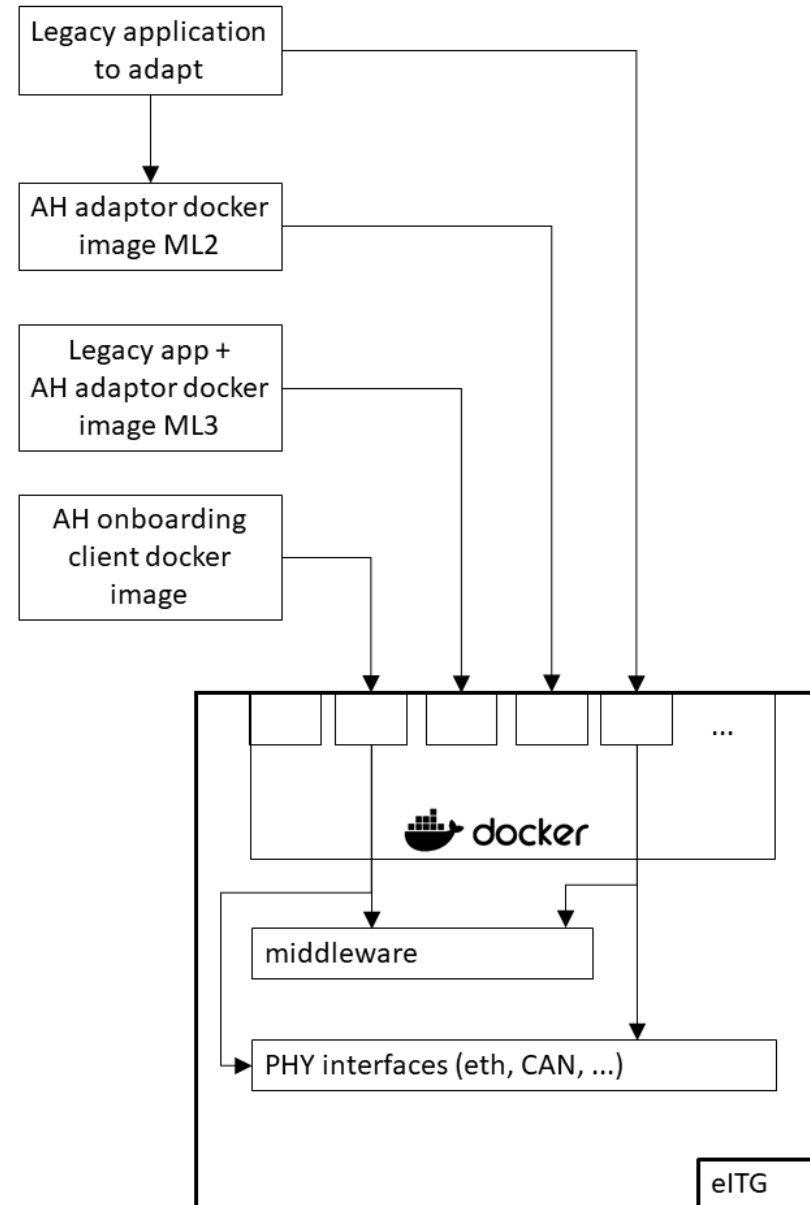 Legacy application
to adapt
AH adaptor docker
image ML2
Legacy app +
AH adaptor docker
image ML3
AH onboarding
client docker
image
...
docker
middleware
PHY interfaces (eth, CAN, ...)
eITG